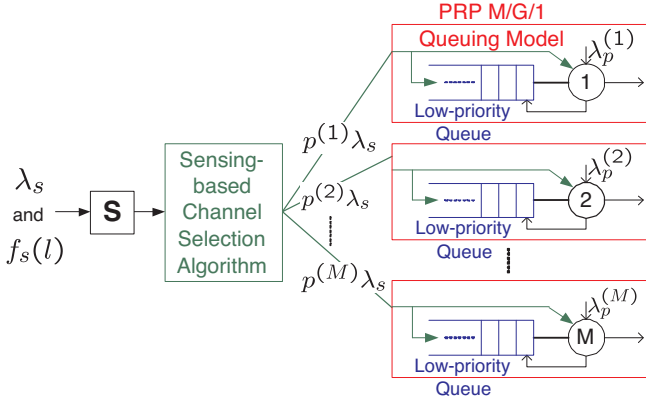 PRP M/G/1
Queuing Model
λ_p^{(1)}
1
Low-priority
Queue
p^{(1)}λ_s
λ_s
and
f_s(l)
S
Sensing-
based
Channel
Selection
Algorithm
p^{(2)}λ_s
λ_p^{(2)}
2
Low-priority
Queue
p^{(M)}λ_s
λ_p^{(M)}
M
Low-priority
Queue